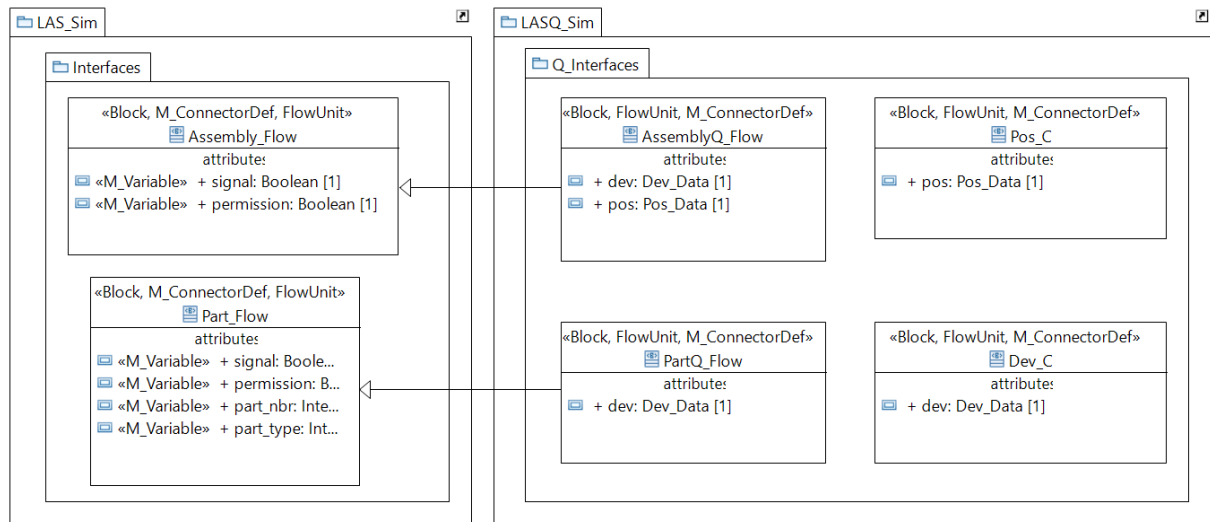 LAS_Sim
Interfaces
«Block, M_ConnectorDef, FlowUnit»
Assembly_Flow
attributes
«M_Variable» + signal: Boolean [1]
«M_Variable» + permission: Boolean [1]
«Block, M_ConnectorDef, FlowUnit»
Part_Flow
attributes
«M_Variable» + signal: Boole...
«M_Variable» + permission: B...
«M_Variable» + part_nbr: Inte...
«M_Variable» + part_type: Int...
LASQ_Sim
Q_Interfaces
«Block, FlowUnit, M_ConnectorDef»
AssemblyQ_Flow
attributes
+ dev: Dev_Data [1]
+ pos: Pos_Data [1]
«Block, FlowUnit, M_ConnectorDef»
Pos_C
attributes
+ pos: Pos_Data [1]
«Block, FlowUnit, M_ConnectorDef»
PartQ_Flow
attributes
+ dev: Dev_Data [1]
«Block, FlowUnit, M_ConnectorDef»
Dev_C
attributes
+ dev: Dev_Data [1]